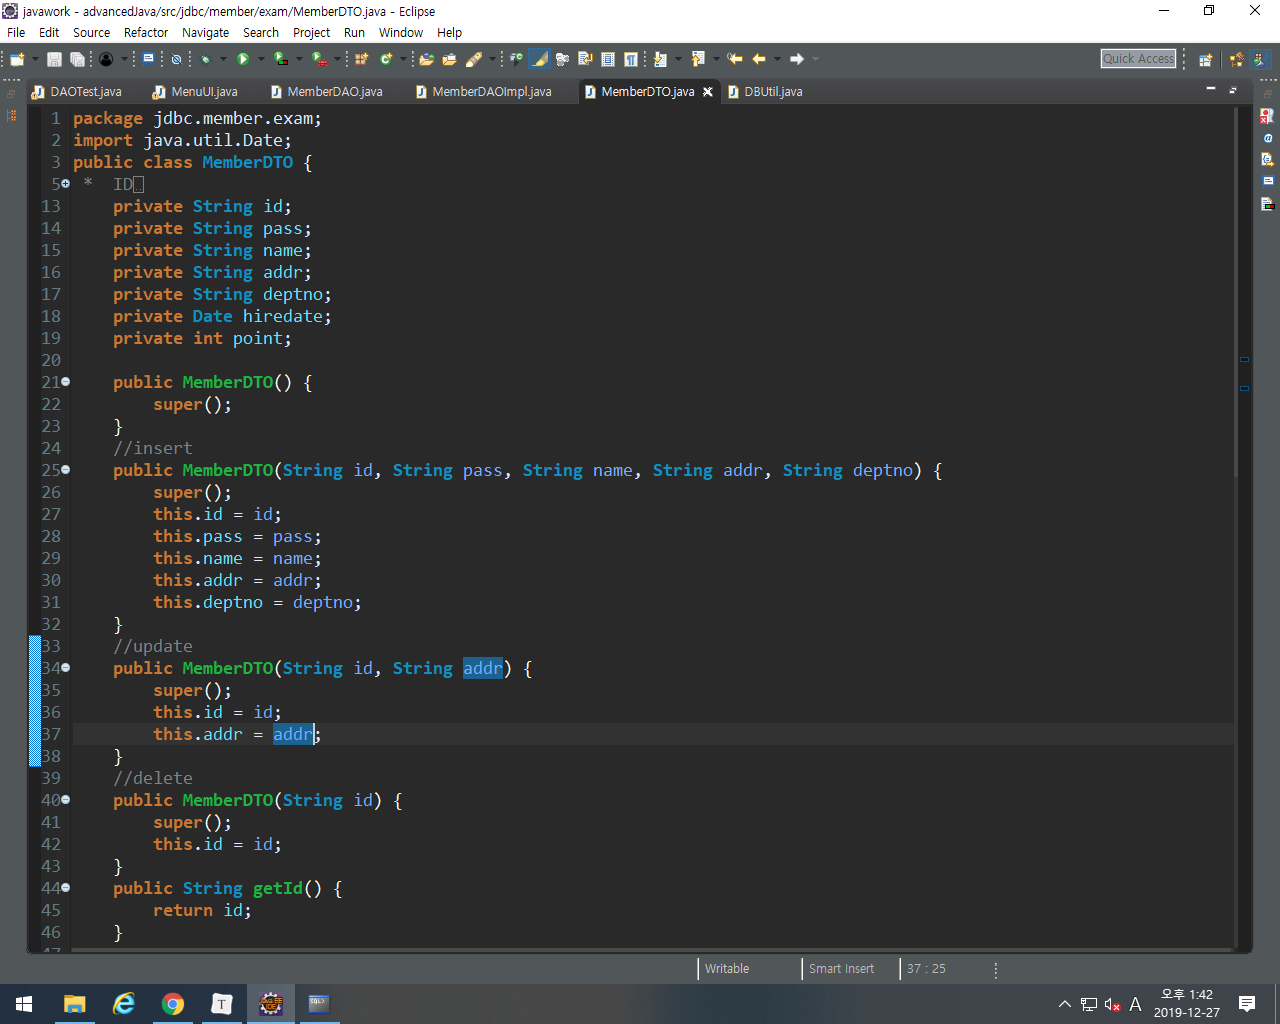 javawork - advancedJava/src/jdbc/member/exam/MemberDTO.java - Eclipse
File Edit Source Refactor Navigate Search Project Run Window Help
Quick Access
DAOTest.java MenuUI.java MemberDAO.java MemberDAOImpl.java MemberDTO.java DBUtil.java
1 package jdbc.member.exam;
2 import java.util.Date;
3 public class MemberDTO {
5 * ID
13 private String id;
14 private String pass;
15 private String name;
16 private String addr;
17 private String deptno;
18 private Date hiredate;
19 private int point;
20
21 public MemberDTO() {
22 super();
23 }
24 //insert
25 public MemberDTO(String id, String pass, String name, String addr, String deptno) {
26 super();
27 this.id = id;
28 this.pass = pass;
29 this.name = name;
30 this.addr = addr;
31 this.deptno = deptno;
32 }
33 //update
34 public MemberDTO(String id, String addr) {
35 super();
36 this.id = id;
37 this.addr = addr;
38 }
39 //delete
40 public MemberDTO(String id) {
41 super();
42 this.id = id;
43 }
44 public String getId() {
45 return id;
46 }
Writable Smart Insert 37 : 25
T SQL> A 오후 1:42
2019-12-27